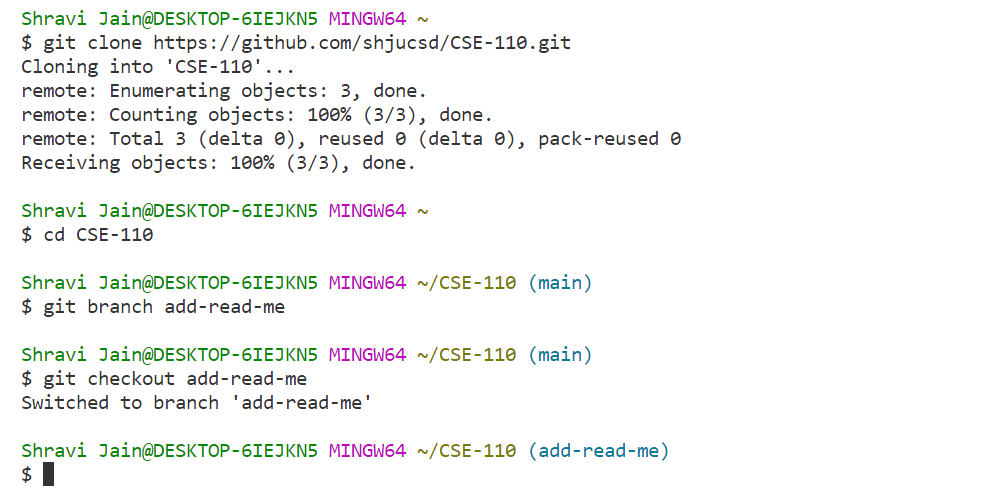 Shravi Jain@DESKTOP-6IEJKN5 MINGW64 ~
$ git clone https://github.com/shjucsd/CSE-110.git
Cloning into 'CSE-110'...
remote: Enumerating objects: 3, done.
remote: Counting objects: 100% (3/3), done.
remote: Total 3 (delta 0), reused 0 (delta 0), pack-reused 0
Receiving objects: 100% (3/3), done.
Shravi Jain@DESKTOP-6IEJKN5 MINGW64 ~
$ cd CSE-110
Shravi Jain@DESKTOP-6IEJKN5 MINGW64 ~/CSE-110 (main)
$ git branch add-read-me
Shravi Jain@DESKTOP-6IEJKN5 MINGW64 ~/CSE-110 (main)
$ git checkout add-read-me
Switched to branch 'add-read-me'
Shravi Jain@DESKTOP-6IEJKN5 MINGW64 ~/CSE-110 (add-read-me)
$